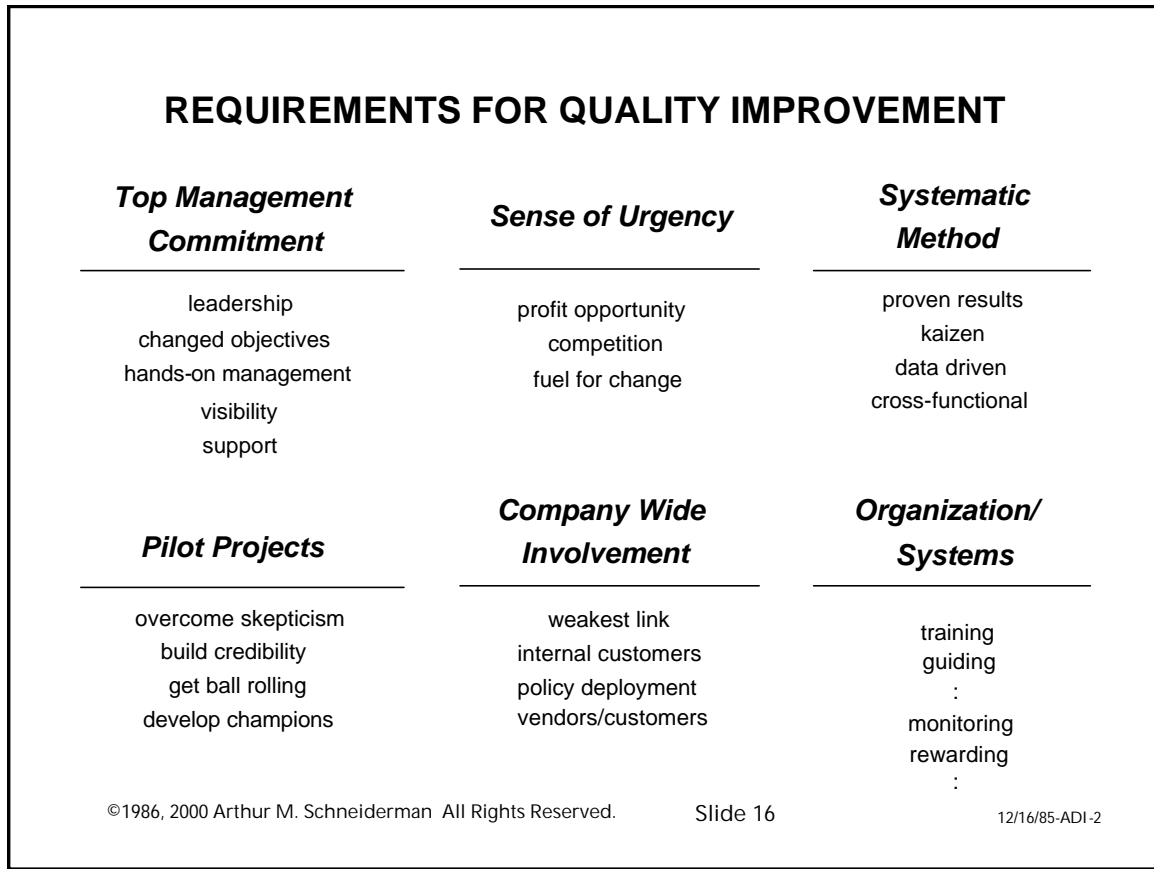 REQUIREMENTS FOR QUALITY IMPROVEMENT
Top Management
Commitment
leadership
changed objectives
hands-on management
visibility
support
Sense of Urgency
profit opportunity
competition
fuel for change
Systematic
Method
proven results
kaizen
data driven
cross-functional
Pilot Projects
overcome skepticism
build credibility
get ball rolling
develop champions
Company Wide
Involvement
weakest link
internal customers
policy deployment
vendors/customers
Organization/
Systems
training
guiding
:
monitoring
rewarding
:
©1986, 2000 Arthur M. Schneiderman All Rights Reserved.
Slide 16
12/16/85-ADI-2